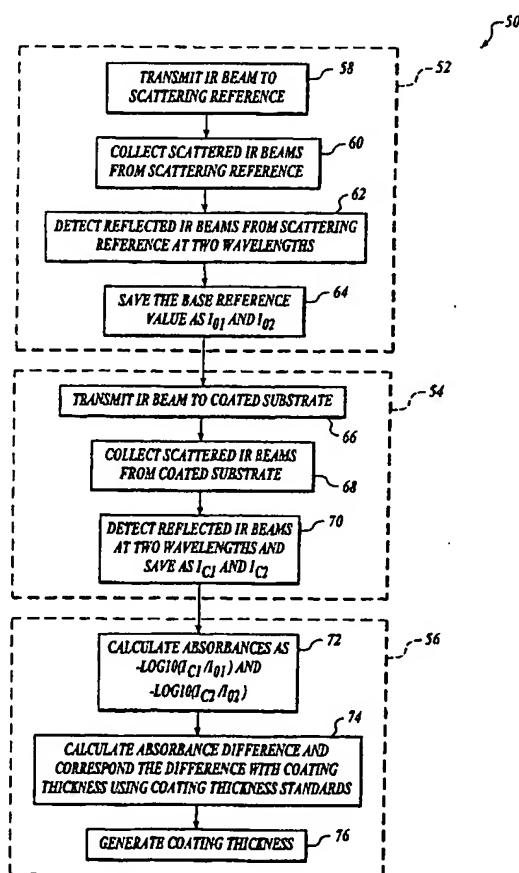 50
52
TRANSMIT IR BEAM TO
SCATTERING REFERENCE
58
COLLECT SCATTERED IR BEAMS
FROM SCATTERING REFERENCE
60
62
DETECT REFLECTED IR BEAMS FROM SCATTERING
REFERENCE AT TWO WAVELENGTHS
SAVE THE BASE REFERENCE
VALUE AS I01 AND I02
64
54
TRANSMIT IR BEAM TO COATED SUBSTRATE
66
COLLECT SCATTERED IR BEAMS
FROM COATED SUBSTRATE
68
DETECT REFLECTED IR BEAMS
AT TWO WAVELENGTHS AND
SAVE AS IC1 AND IC2
70
56
CALCULATE ABSORBANCES AS
-LOG10(IC1/I01) AND
-LOG10(IC2/I02)
72
74
CALCULATE ABSORBANCE DIFFERENCE AND
CORRESPOND THE DIFFERENCE WITH COATING
THICKNESS USING COATING THICKNESS STANDARDS
GENERATE COATING THICKNESS
76